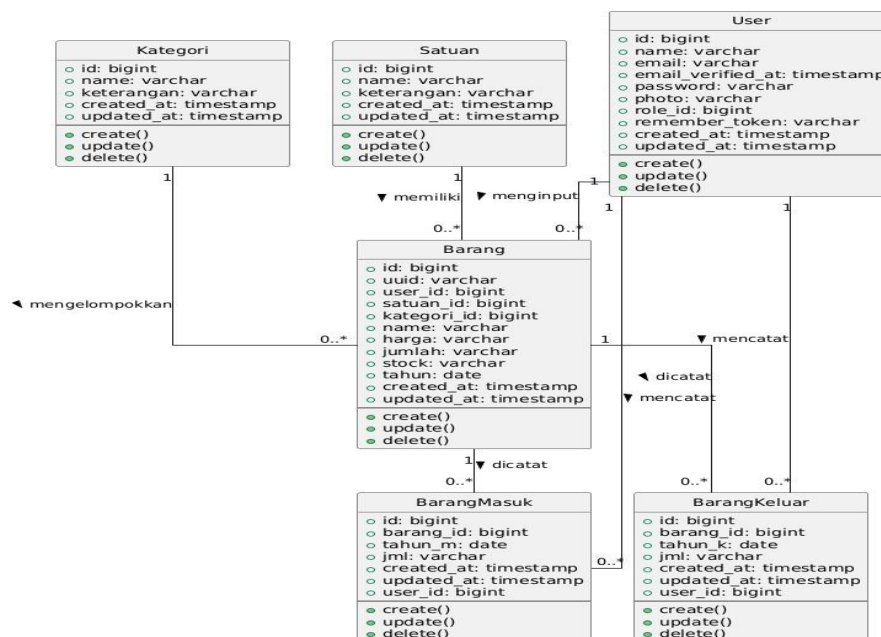 User
id: bigint
name: varchar
email: varchar
email_verified_at: timestamp
password: varchar
photo: varchar
role_id: bigint
remember_token: varchar
created_at: timestamp
updated_at: timestamp
create()
update()
delete()
Kategori
id: bigint
name: varchar
keterangan: varchar
created_at: timestamp
updated_at: timestamp
create()
update()
delete()
Satuan
id: bigint
name: varchar
keterangan: varchar
created_at: timestamp
updated_at: timestamp
create()
update()
delete()
1
1
1
1
1
▼ memiliki
▶ menginput
0..*
0..*
Barang
id: bigint
uuid: varchar
user_id: bigint
satuan_id: bigint
kategori_id: bigint
name: varchar
harga: varchar
jumlah: varchar
stock: varchar
tahun: date
created_at: timestamp
updated_at: timestamp
create()
update()
delete()
◀ mengelompokkan
0..*
1
▼ mencatat
◀ dicatat
▼ mencatat
1
▼ dicatat
0..*
0..*
0..*
BarangMasuk
id: bigint
barang_id: bigint
tahun_m: date
jml: varchar
created_at: timestamp
updated_at: timestamp
user_id: bigint
create()
update()
delete()
0..*
BarangKeluar
id: bigint
barang_id: bigint
tahun_k: date
jml: varchar
created_at: timestamp
updated_at: timestamp
user_id: bigint
create()
update()
delete()